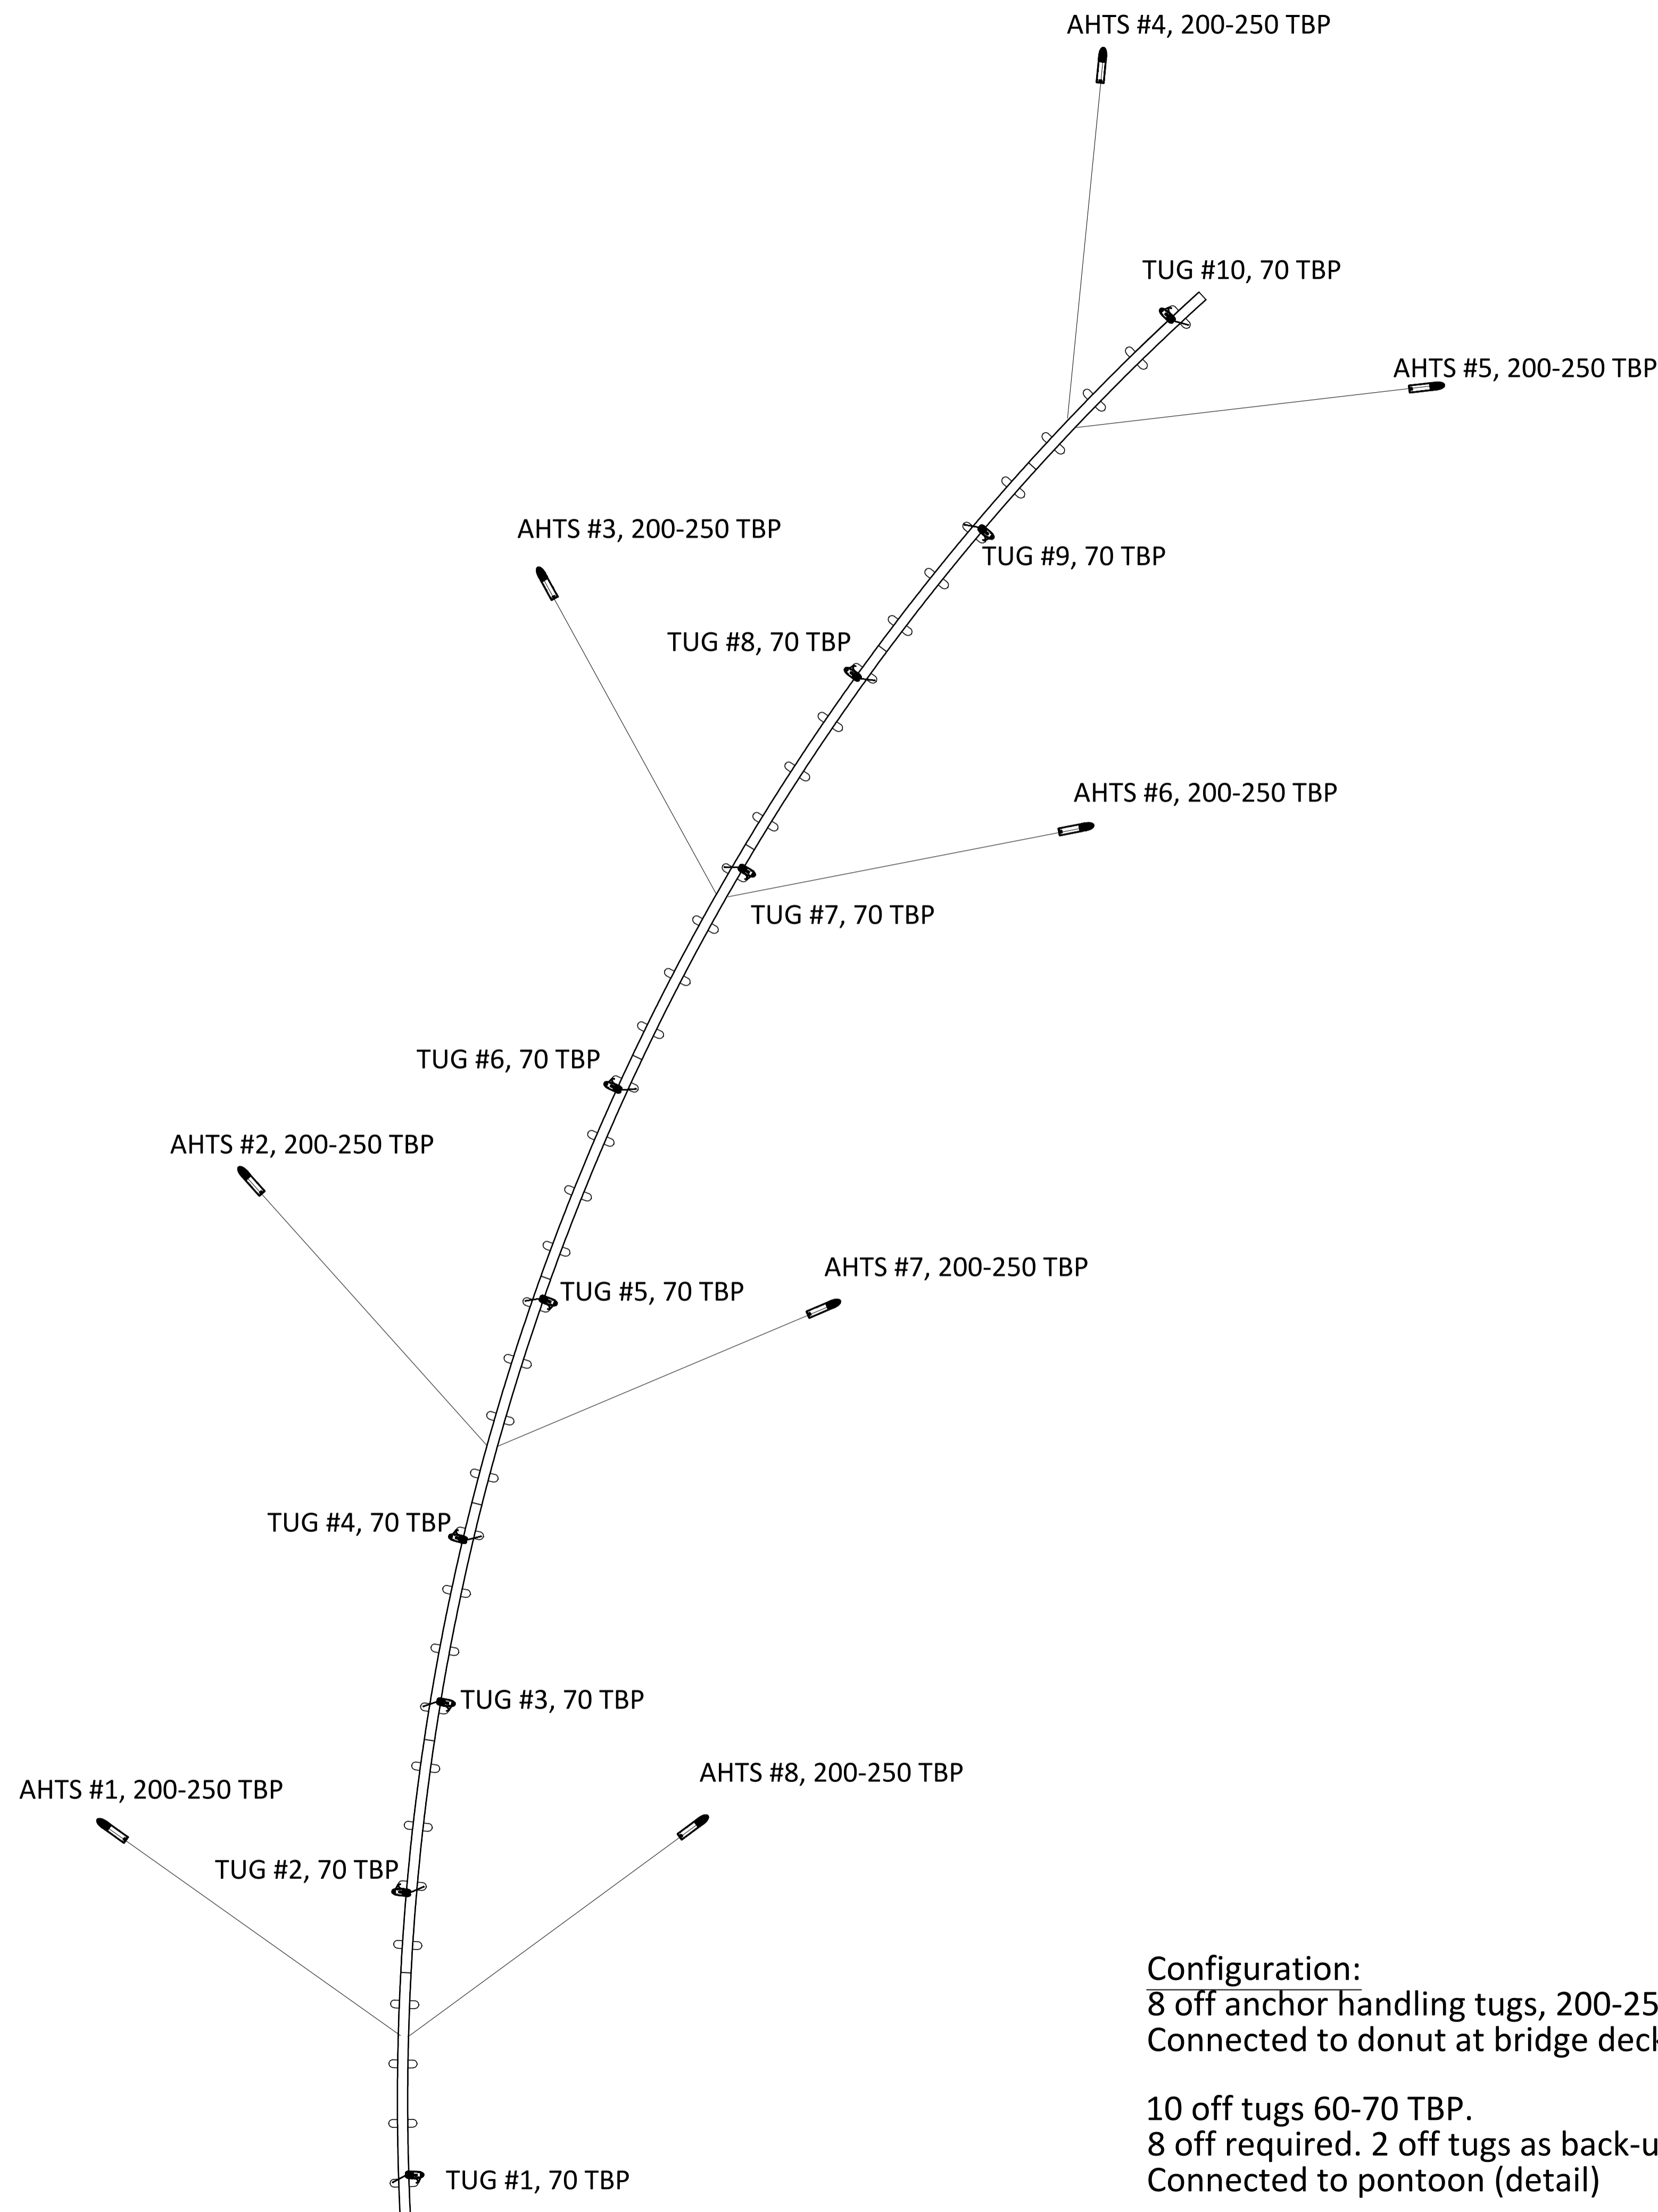 AHTS #4, 200-250 TBP
TUG #10, 70 TBP
AHTS #5, 200-250 TBP
AHTS #3, 200-250 TBP
TUG #9, 70 TBP
TUG #8, 70 TBP
AHTS #6, 200-250 TBP
TUG #7, 70 TBP
TUG #6, 70 TBP
AHTS #2, 200-250 TBP
AHTS #7, 200-250 TBP
TUG #5, 70 TBP
TUG #4, 70 TBP
TUG #3, 70 TBP
AHTS #8, 200-250 TBP
AHTS #1, 200-250 TBP
TUG #2, 70 TBP
Configuration:
8 off anchor handling tugs, 200-25
Connected to donut at bridge deck
10 off tugs 60-70 TBP.
8 off required. 2 off tugs as back-u
Connected to pontoon (detail)
TUG #1, 70 TBP